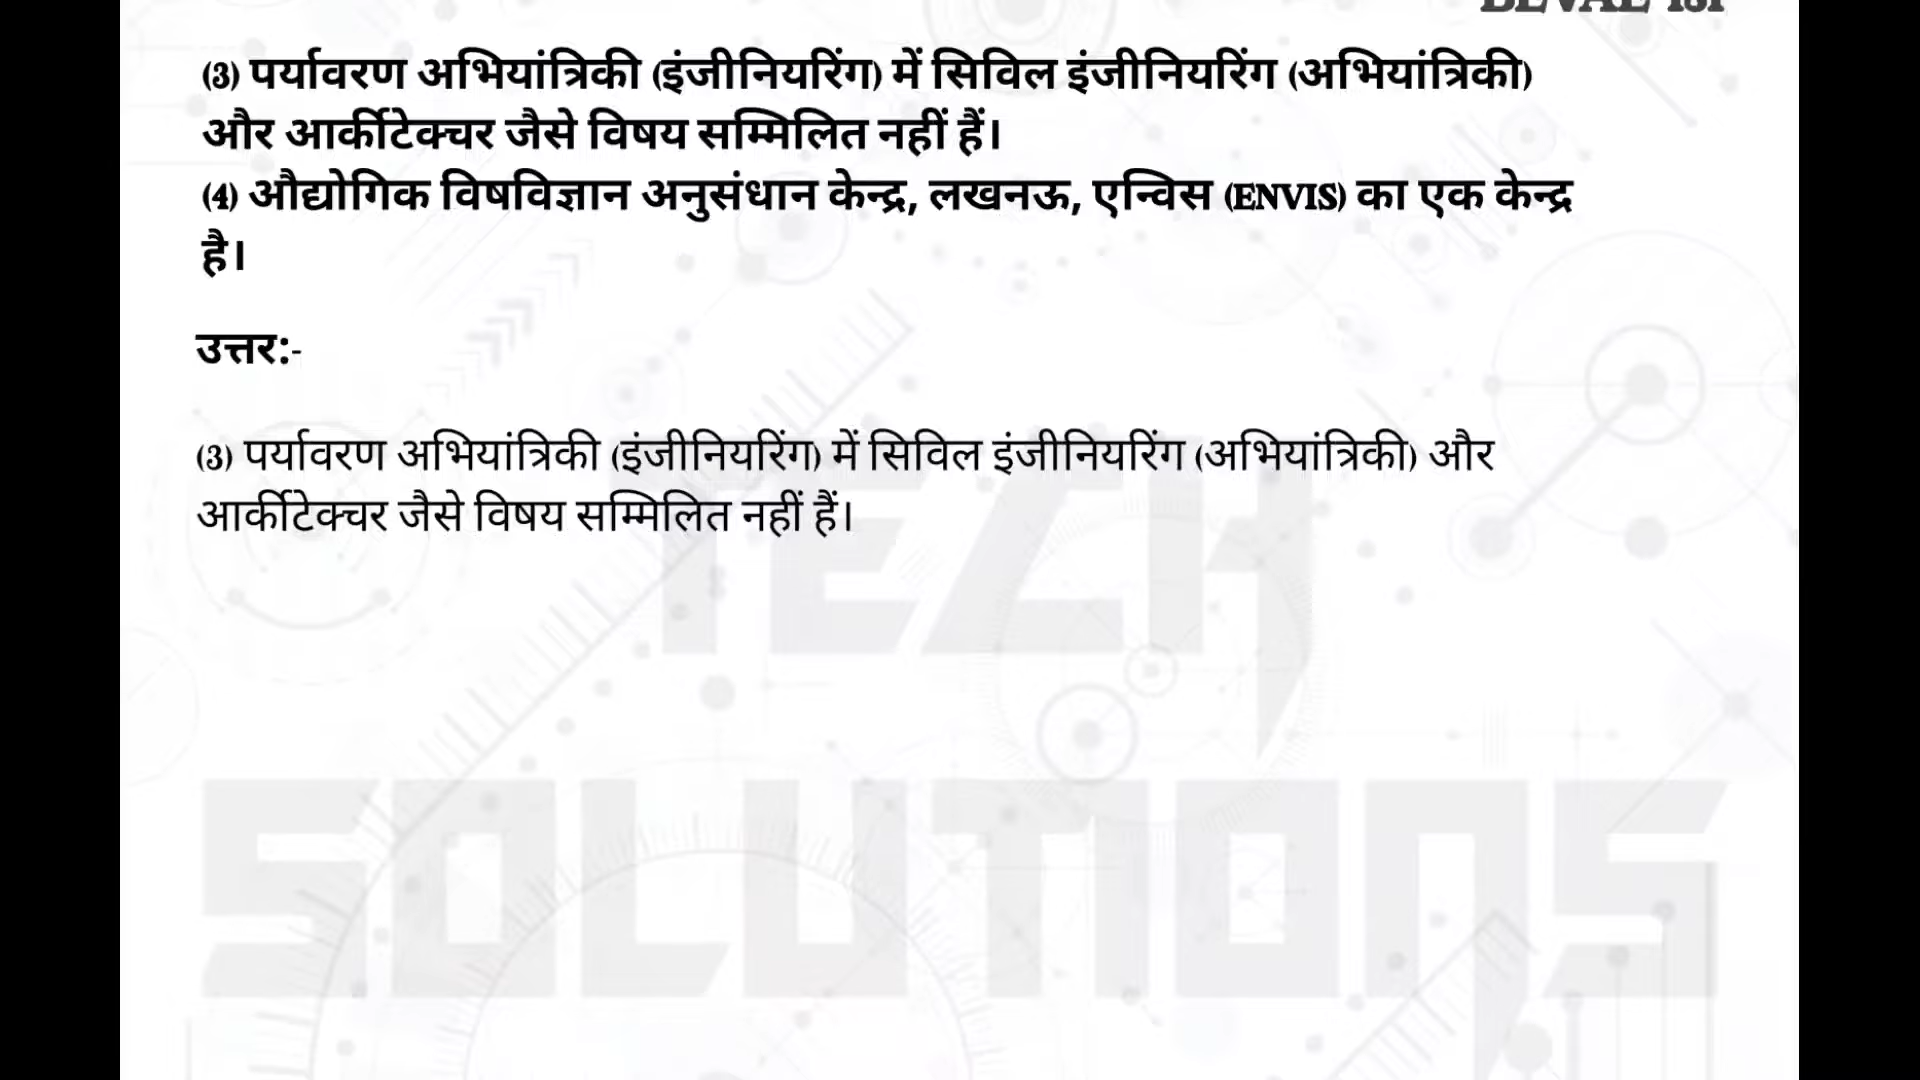 (3) पर्यावरण अभियांत्रिकी (इंजीनियरिंग) में सिविल इंजीनियरिंग (अभियांत्रिकी)
और आर्कीटेक्चर जैसे विषय सम्मिलित नहीं हैं।
(4) औद्योगिक विषविज्ञान अनुसंधान केन्द्र, लखनऊ, एन्विस (ENVIS) का एक केन्द्र
है।
उत्तर:-
(3) पर्यावरण अभियांत्रिकी (इंजीनियरिंग) में सिविल इंजीनियरिंग (अभियांत्रिकी) और
आर्कीटेक्चर जैसे विषय सम्मिलित नहीं हैं।
TECH
SOLUTIONS